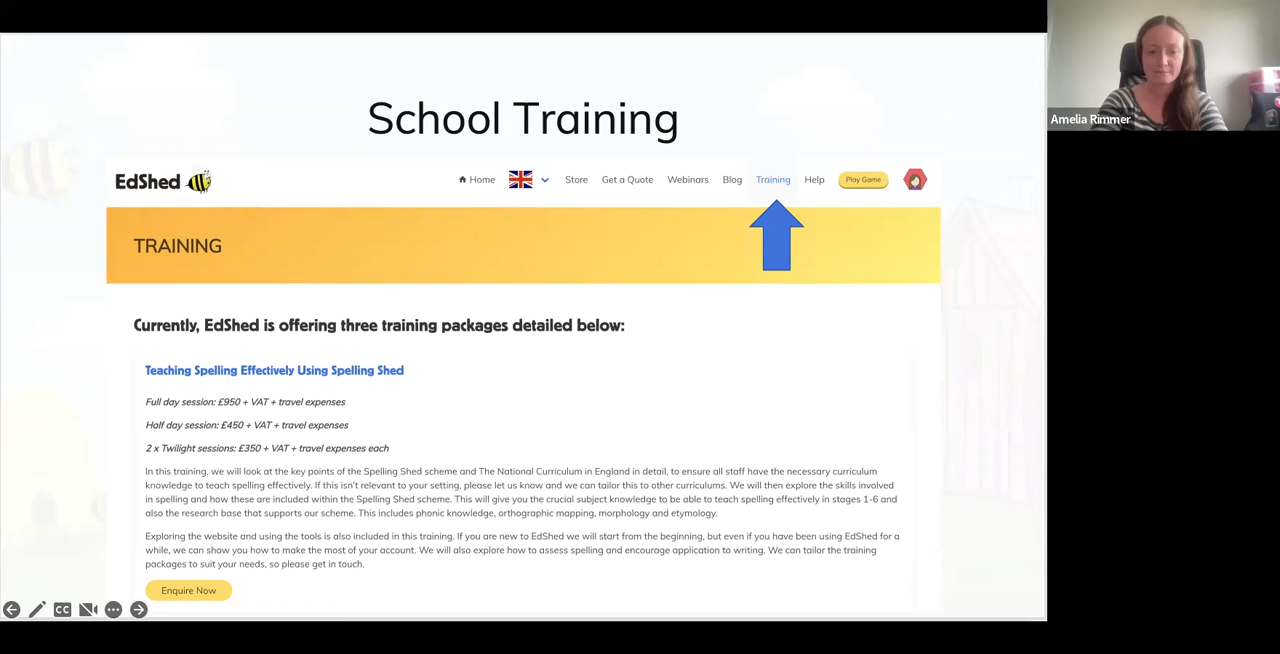 School Training
EdShed
Home
Store
Get a Quote
Webinars
Blog
Training
Help
Play Game
Amelia Rimmer
TRAINING
Currently, EdShed is offering three training packages detailed below:
Teaching Spelling Effectively Using Spelling Shed
Full day session: £950 + VAT + travel expenses
Half day session: £450 + VAT + travel expenses
2 x Twilight sessions: £350 + VAT + travel expenses each
In this training, we will look at the key points of the Spelling Shed scheme and The National Curriculum in England in detail, to ensure all staff have the necessary curriculum
knowledge to teach spelling effectively. If this isn't relevant to your setting, please let us know and we can tailor this to other curriculums. We will then explore the skills involved
in spelling and how these are included within the Spelling Shed scheme. This will give you the crucial subject knowledge to be able to teach spelling effectively in stages 1-6 and
also the research base that supports our scheme. This includes phonic knowledge, orthographic mapping, morphology and etymology.
Exploring the website and using the tools is also included in this training. If you are new to EdShed we will start from the beginning, but even if you have been using EdShed for a
while, we can show you how to make the most of your account. We will also explore how to assess spelling and encourage application to writing. We can tailor the training
packages to suit your needs, so please get in touch.
Enquire Now
CC